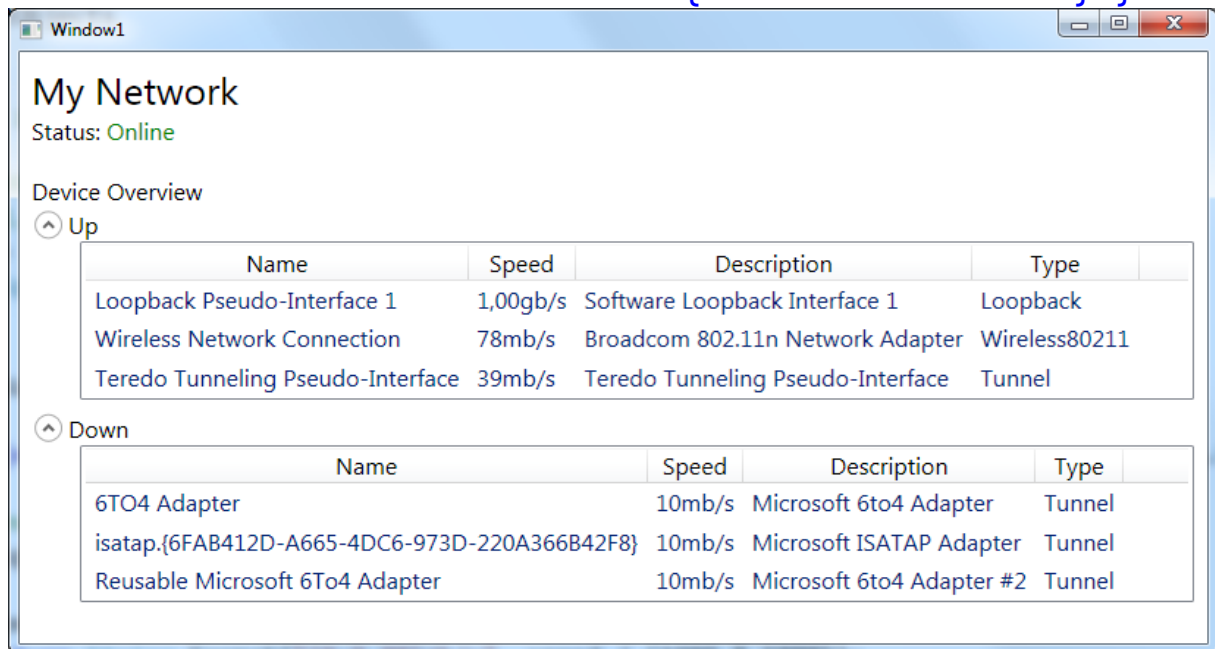 Window1
My Network
Status: Online
Device Overview
Up
Name Speed Description Type
Loopback Pseudo-Interface 1 1,00gb/s Software Loopback Interface 1 Loopback
Wireless Network Connection 78mb/s Broadcom 802.11n Network Adapter Wireless80211
Teredo Tunneling Pseudo-Interface 39mb/s Teredo Tunneling Pseudo-Interface Tunnel
Down
Name Speed Description Type
6TO4 Adapter 10mb/s Microsoft 6to4 Adapter Tunnel
isatap.{6FAB412D-A665-4DC6-973D-220A366B42F8} 10mb/s Microsoft ISATAP Adapter Tunnel
Reusable Microsoft 6To4 Adapter 10mb/s Microsoft 6to4 Adapter #2 Tunnel